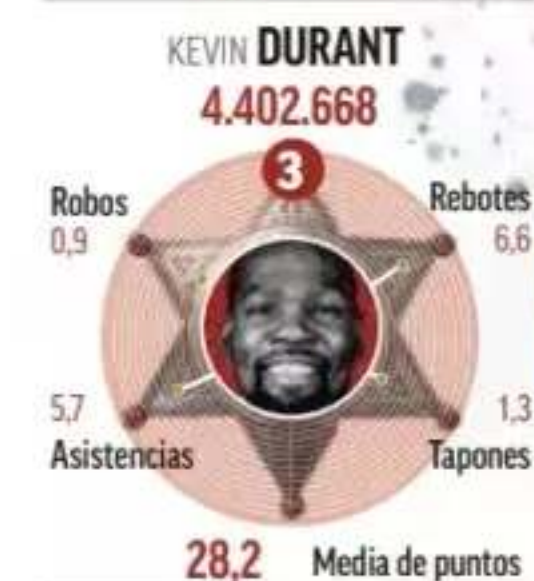 KEVIN DURANT
4.402.668
3
Robos
0,9
Rebotes
6,6
5,7
Asistencias
1,3
Tapones
28,2 Media de puntos